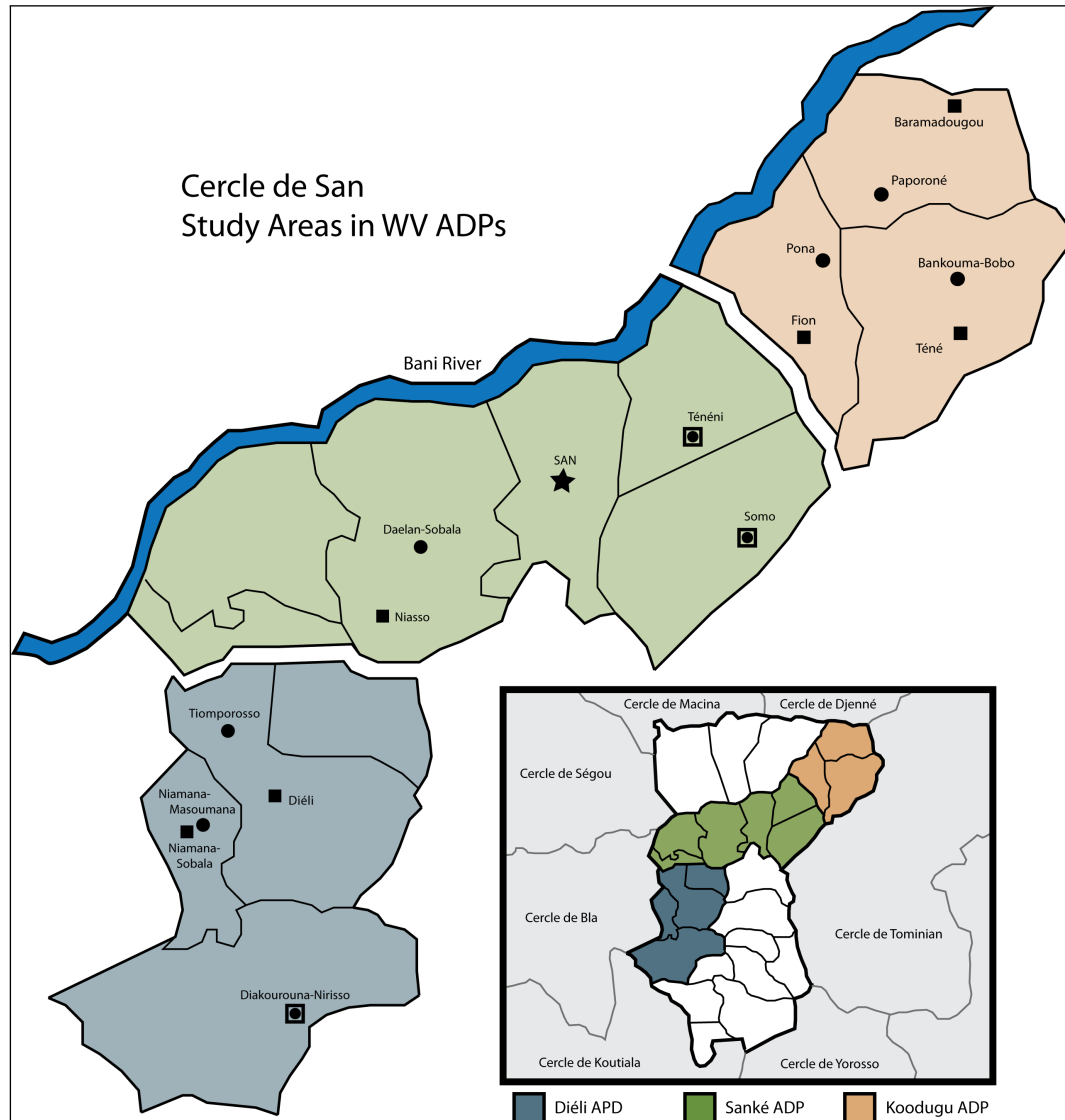 Cercle de San
Study Areas in WV ADPs
Baramadougou
Paporoné
Pona
Bankouma-Bobo
Fion
Téné
Bani River
Ténéni
SAN
Somo
Daelan-Sobala
Niasso
Tiomporosso
Diéli
Niamana-
Masoumana
Niamana-
Sobala
Diakourouna-Nirisso
Cercle de Macina
Cercle de Djenné
Cercle de Ségou
Cercle de Bla
Cercle de Tominian
Cercle de Koutiala
Cercle de Yorosso
Diéli APD
Sanké ADP
Koodugu ADP